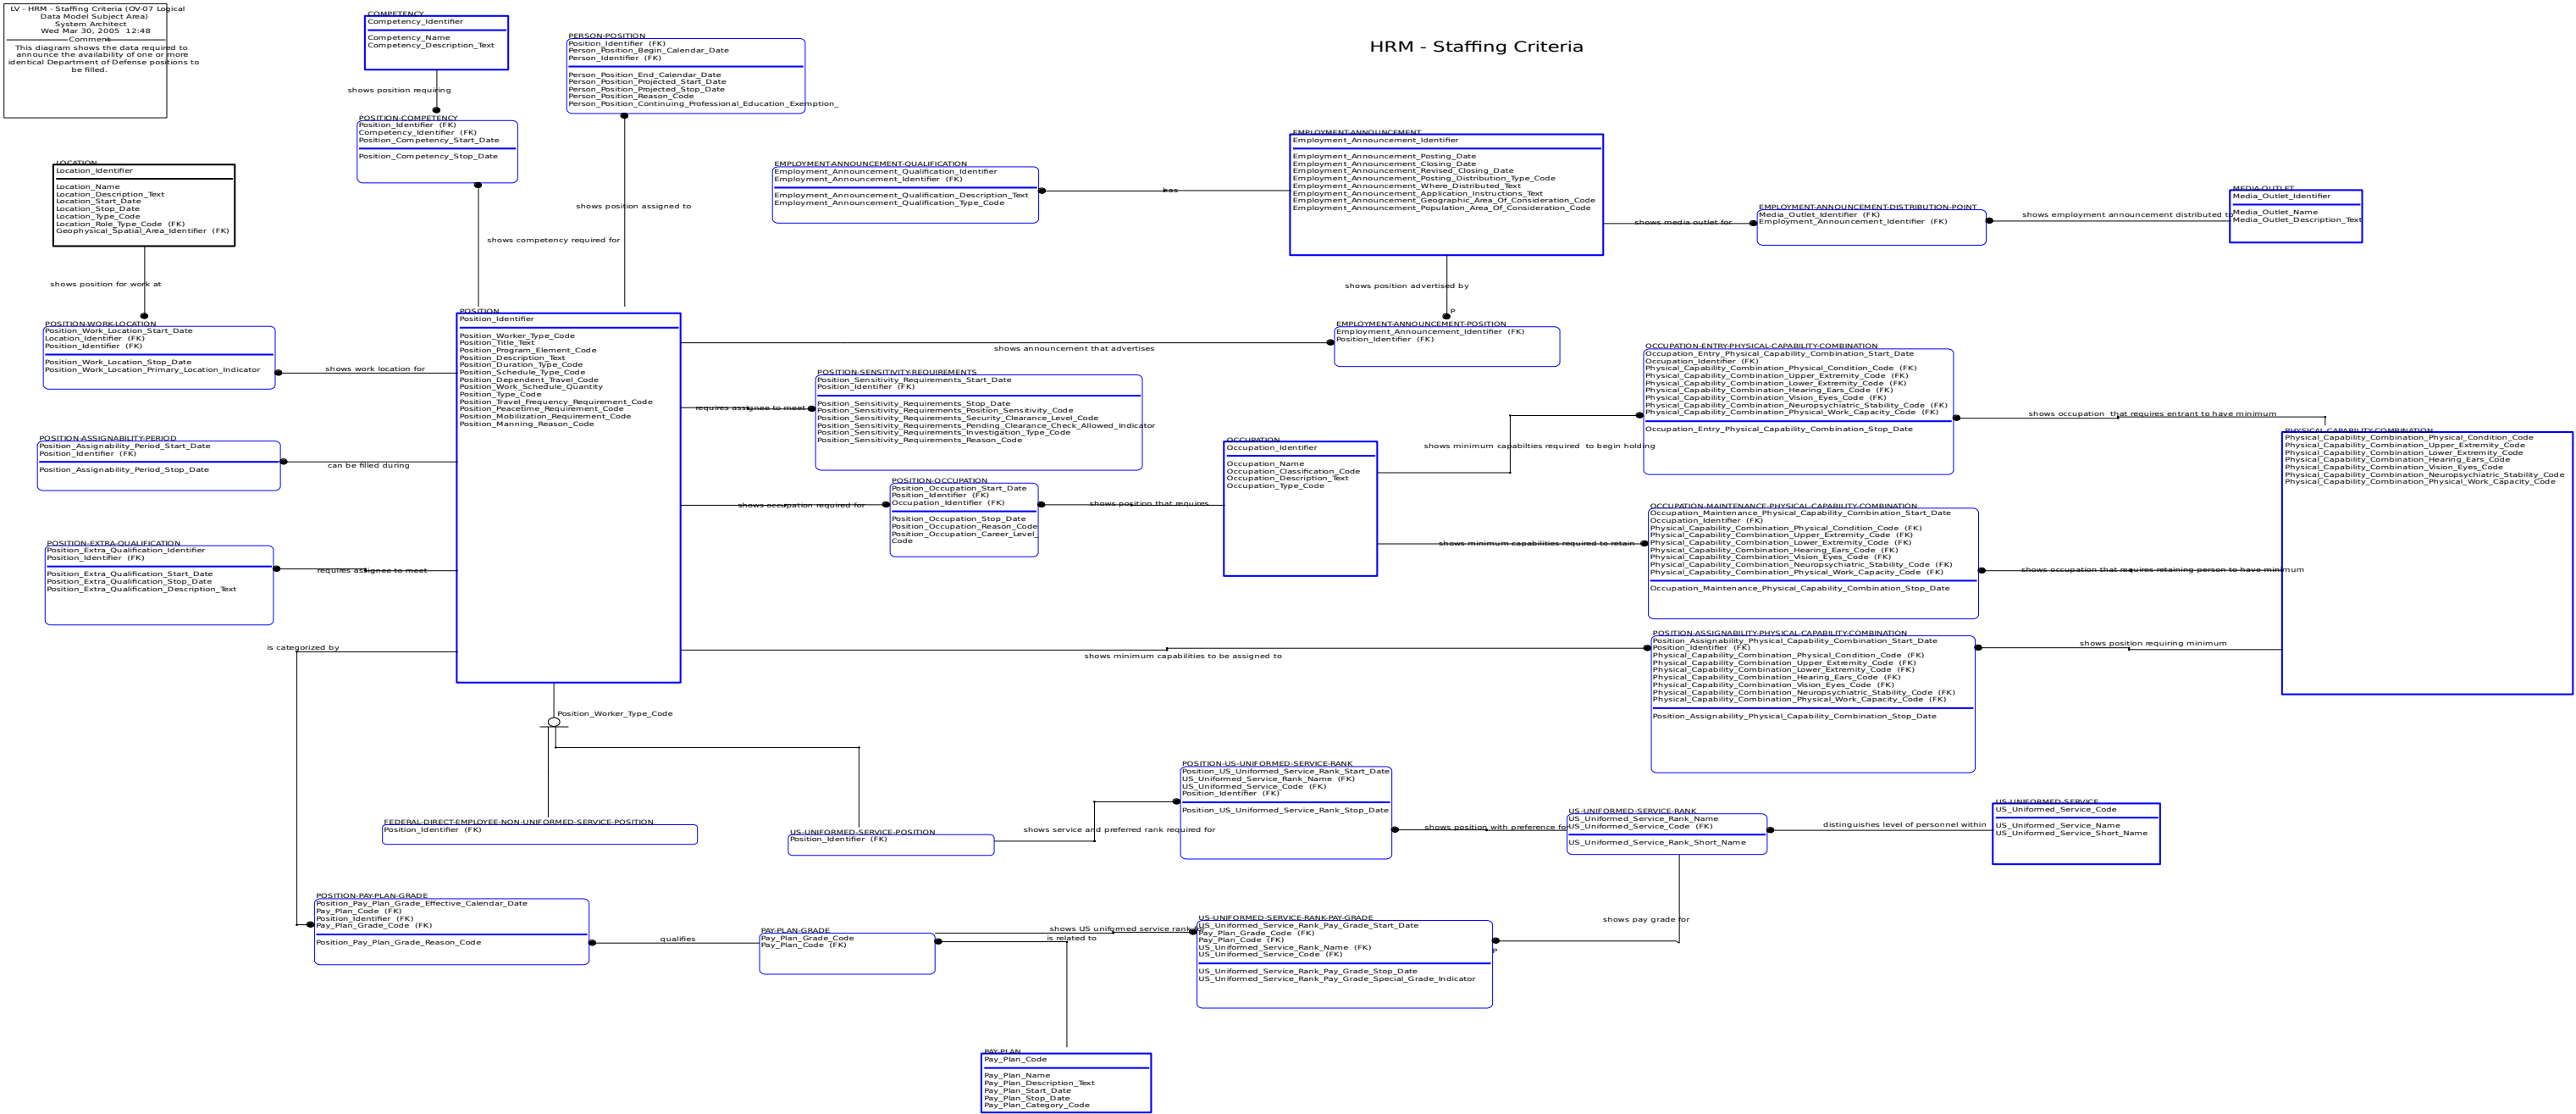 LV - HRM - Staffing Criteria (OV-07 Logical
Data Model Subject Area)
System Architect
Wed Mar 30, 2005  12:48
Comment
This diagram shows the data required to
announce the availability of one or more
identical Department of Defense positions to
be filled.
HRM - Staffing Criteria
COMPETENCY
Competency_Identifier
Competency_Name
Competency_Description_Text
shows position requiring
PERSON-POSITION
Position_Identifier (FK)
Person_Position_Begin_Calendar_Date
Person_Identifier (FK)
Person_Position_End_Calendar_Date
Person_Position_Projected_Start_Date
Person_Position_Projected_Stop_Date
Person_Position_Reason_Code
Person_Position_Continuing_Professional_Education_Exemption_
shows position assigned to
POSITION-COMPETENCY
Position_Identifier (FK)
Competency_Identifier (FK)
Position_Competency_Start_Date
Position_Competency_Stop_Date
shows competency required for
LOCATION
Location_Identifier
Location_Name
Location_Description_Text
Location_Start_Date
Location_Stop_Date
Location_Type_Code
Location_Role_Type_Code (FK)
Geophysical_Spatial_Area_Identifier (FK)
shows position for work at
EMPLOYMENT-ANNOUNCEMENT-QUALIFICATION
Employment_Announcement_Qualification_Identifier
Employment_Announcement_Identifier (FK)
Employment_Announcement_Qualification_Description_Text
Employment_Announcement_Qualification_Type_Code
has
EMPLOYMENT-ANNOUNCEMENT
Employment_Announcement_Identifier
Employment_Announcement_Posting_Date
Employment_Announcement_Closing_Date
Employment_Announcement_Revised_Closing_Date
Employment_Announcement_Posting_Distribution_Type_Code
Employment_Announcement_Where_Distributed_Text
Employment_Announcement_Application_Instructions_Text
Employment_Announcement_Geographic_Area_Of_Consideration_Code
Employment_Announcement_Population_Area_Of_Consideration_Code
shows media outlet for
EMPLOYMENT-ANNOUNCEMENT-DISTRIBUTION-POINT
Media_Outlet_Identifier (FK)
Employment_Announcement_Identifier (FK)
shows employment announcement distributed to
MEDIA-OUTLET
Media_Outlet_Identifier
Media_Outlet_Name
Media_Outlet_Description_Text
shows position advertised by
P
EMPLOYMENT-ANNOUNCEMENT-POSITION
Employment_Announcement_Identifier (FK)
Position_Identifier (FK)
shows announcement that advertises
POSITION-WORK-LOCATION
Position_Work_Location_Start_Date
Location_Identifier (FK)
Position_Identifier (FK)
Position_Work_Location_Stop_Date
Position_Work_Location_Primary_Location_Indicator
shows work location for
POSITION
Position_Identifier
Position_Worker_Type_Code
Position_Title_Text
Position_Program_Element_Code
Position_Description_Text
Position_Duration_Type_Code
Position_Schedule_Type_Code
Position_Dependent_Travel_Code
Position_Work_Schedule_Quantity
Position_Type_Code
Position_Travel_Frequency_Requirement_Code
Position_Peacetime_Requirement_Code
Position_Mobilization_Requirement_Code
Position_Manning_Reason_Code
POSITION-SENSITIVITY-REQUIREMENTS
Position_Sensitivity_Requirements_Start_Date
Position_Identifier (FK)
Position_Sensitivity_Requirements_Stop_Date
Position_Sensitivity_Requirements_Position_Sensitivity_Code
Position_Sensitivity_Requirements_Security_Clearance_Level_Code
Position_Sensitivity_Requirements_Pending_Clearance_Check_Allowed_Indicator
Position_Sensitivity_Requirements_Investigation_Type_Code
Position_Sensitivity_Requirements_Reason_Code
requires assignee to meet
OCCUPATION-ENTRY-PHYSICAL-CAPABILITY-COMBINATION
Occupation_Entry_Physical_Capability_Combination_Start_Date
Occupation_Identifier (FK)
Physical_Capability_Combination_Physical_Condition_Code (FK)
Physical_Capability_Combination_Upper_Extremity_Code (FK)
Physical_Capability_Combination_Lower_Extremity_Code (FK)
Physical_Capability_Combination_Hearing_Ears_Code (FK)
Physical_Capability_Combination_Vision_Eyes_Code (FK)
Physical_Capability_Combination_Neuropsychiatric_Stability_Code (FK)
Physical_Capability_Combination_Physical_Work_Capacity_Code (FK)
Occupation_Entry_Physical_Capability_Combination_Stop_Date
shows occupation  that requires entrant to have minimum
shows minimum capabilties required  to begin holding
PHYSICAL-CAPABILITY-COMBINATION
Physical_Capability_Combination_Physical_Condition_Code
Physical_Capability_Combination_Upper_Extremity_Code
Physical_Capability_Combination_Lower_Extremity_Code
Physical_Capability_Combination_Hearing_Ears_Code
Physical_Capability_Combination_Vision_Eyes_Code
Physical_Capability_Combination_Neuropsychiatric_Stability_Code
Physical_Capability_Combination_Physical_Work_Capacity_Code
POSITION-ASSIGNABILITY-PERIOD
Position_Assignability_Period_Start_Date
Position_Identifier (FK)
Position_Assignability_Period_Stop_Date
can be filled during
OCCUPATION
Occupation_Identifier
Occupation_Name
Occupation_Classification_Code
Occupation_Description_Text
Occupation_Type_Code
POSITION-OCCUPATION
Position_Occupation_Start_Date
Position_Identifier (FK)
Occupation_Identifier (FK)
Position_Occupation_Stop_Date
Position_Occupation_Reason_Code
Position_Occupation_Career_Level_
Code
shows occupation required for
shows position that requires
OCCUPATION-MAINTENANCE-PHYSICAL-CAPABILITY-COMBINATION
Occupation_Maintenance_Physical_Capability_Combination_Start_Date
Occupation_Identifier (FK)
Physical_Capability_Combination_Physical_Condition_Code (FK)
Physical_Capability_Combination_Upper_Extremity_Code (FK)
Physical_Capability_Combination_Lower_Extremity_Code (FK)
Physical_Capability_Combination_Hearing_Ears_Code (FK)
Physical_Capability_Combination_Vision_Eyes_Code (FK)
Physical_Capability_Combination_Neuropsychiatric_Stability_Code (FK)
Physical_Capability_Combination_Physical_Work_Capacity_Code (FK)
Occupation_Maintenance_Physical_Capability_Combination_Stop_Date
shows minimum capabilities required to retain
shows occupation that requires retaining person to have minimum
POSITION-EXTRA-QUALIFICATION
Position_Extra_Qualification_Identifier
Position_Identifier (FK)
Position_Extra_Qualification_Start_Date
Position_Extra_Qualification_Stop_Date
Position_Extra_Qualification_Description_Text
requires assignee to meet
is categorized by
shows minimum capabilities to be assigned to
POSITION-ASSIGNABILITY-PHYSICAL-CAPABILITY-COMBINATION
Position_Assignability_Physical_Capability_Combination_Start_Date
Position_Identifier (FK)
Physical_Capability_Combination_Physical_Condition_Code (FK)
Physical_Capability_Combination_Upper_Extremity_Code (FK)
Physical_Capability_Combination_Lower_Extremity_Code (FK)
Physical_Capability_Combination_Hearing_Ears_Code (FK)
Physical_Capability_Combination_Vision_Eyes_Code (FK)
Physical_Capability_Combination_Neuropsychiatric_Stability_Code (FK)
Physical_Capability_Combination_Physical_Work_Capacity_Code (FK)
Position_Assignability_Physical_Capability_Combination_Stop_Date
shows position requiring minimum
Position_Worker_Type_Code
FEDERAL-DIRECT-EMPLOYEE-NON-UNIFORMED-SERVICE-POSITION
Position_Identifier (FK)
US-UNIFORMED-SERVICE-POSITION
Position_Identifier (FK)
shows service and preferred rank required for
POSITION-US-UNIFORMED-SERVICE-RANK
Position_US_Uniformed_Service_Rank_Start_Date
US_Uniformed_Service_Rank_Name (FK)
US_Uniformed_Service_Code (FK)
Position_Identifier (FK)
Position_US_Uniformed_Service_Rank_Stop_Date
shows position with preference for
US-UNIFORMED-SERVICE-RANK
US_Uniformed_Service_Rank_Name
US_Uniformed_Service_Code (FK)
US_Uniformed_Service_Rank_Short_Name
distinguishes level of personnel within
US-UNIFORMED-SERVICE
US_Uniformed_Service_Code
US_Uniformed_Service_Name
US_Uniformed_Service_Short_Name
POSITION-PAY-PLAN-GRADE
Position_Pay_Plan_Grade_Effective_Calendar_Date
Pay_Plan_Code (FK)
Position_Identifier (FK)
Pay_Plan_Grade_Code (FK)
Position_Pay_Plan_Grade_Reason_Code
qualifies
PAY-PLAN-GRADE
Pay_Plan_Grade_Code
Pay_Plan_Code (FK)
shows US uniformed service rank
is related to
US-UNIFORMED-SERVICE-RANK-PAY-GRADE
US_Uniformed_Service_Rank_Pay_Grade_Start_Date
Pay_Plan_Grade_Code (FK)
Pay_Plan_Code (FK)
US_Uniformed_Service_Rank_Name (FK)
US_Uniformed_Service_Code (FK)
US_Uniformed_Service_Rank_Pay_Grade_Stop_Date
US_Uniformed_Service_Rank_Pay_Grade_Special_Grade_Indicator
shows pay grade for
P
PAY-PLAN
Pay_Plan_Code
Pay_Plan_Name
Pay_Plan_Description_Text
Pay_Plan_Start_Date
Pay_Plan_Stop_Date
Pay_Plan_Category_Code